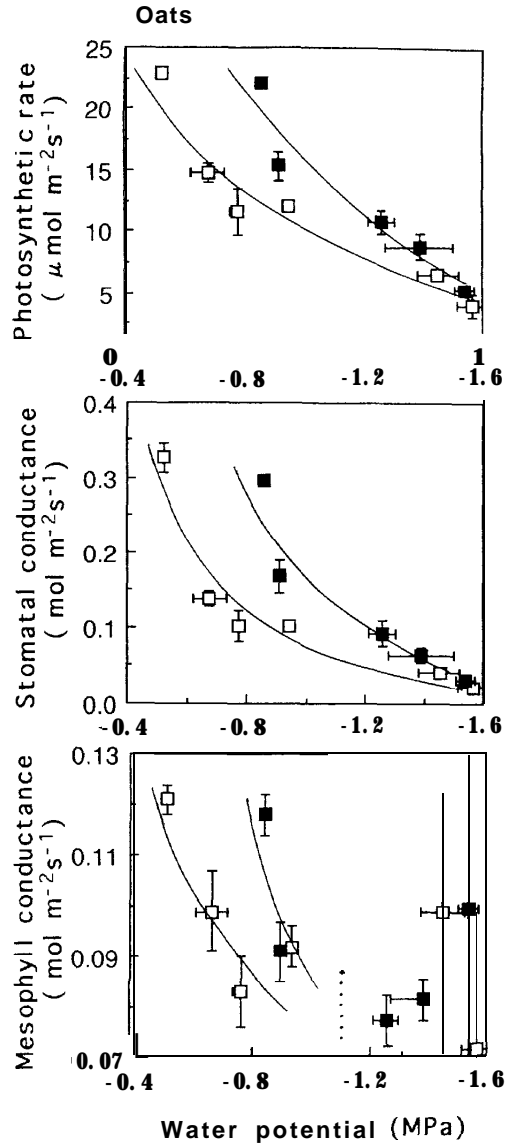 Oats
Photosynthetic rate
( μmol m⁻²s⁻¹)
25
20
15
10
5
0 1
-0.4 -0.8 -1.2 -1.6
Stomatal conductance
( mol m⁻²s⁻¹)
0.4
0.3
0.2
0.1
0.0
-0.4 -0.8 -1.2 -1.6
Mesophyll conductance
( mol m⁻²s⁻¹)
0.13
0.11
0.09
0.07
-0.4 -0.8 -1.2 -1.6
Water potential (MPa)